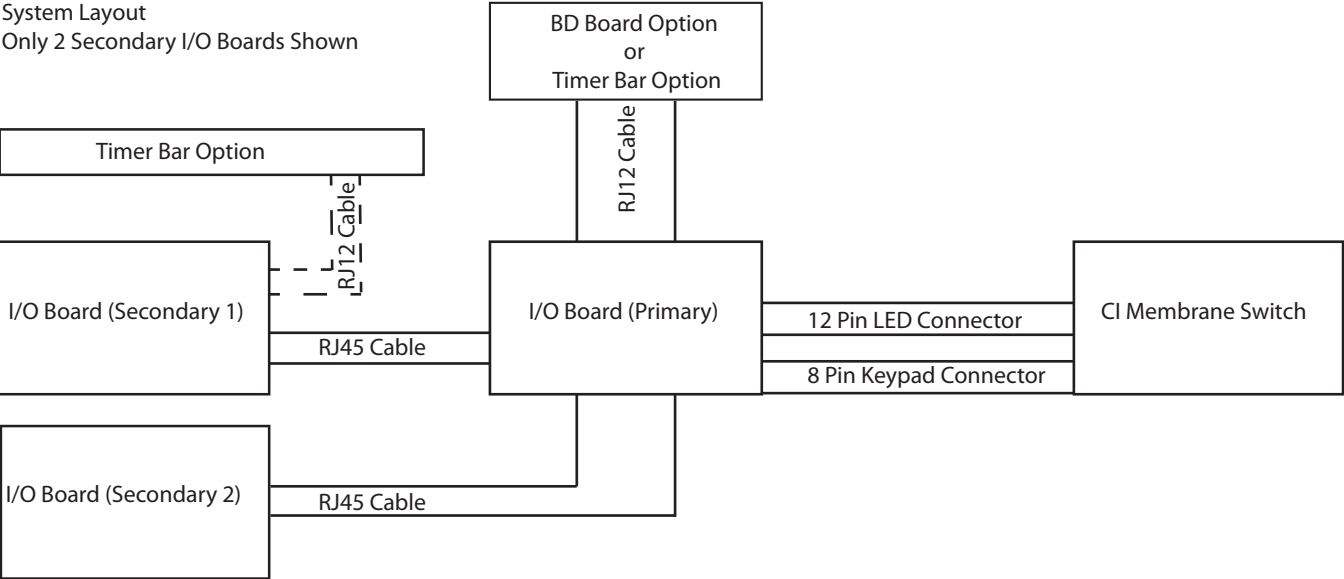 System Layout
Only 2 Secondary I/O Boards Shown
BD Board Option
or
Timer Bar Option
RJ12 Cable
Timer Bar Option
RJ12 Cable
I/O Board (Secondary 1)
RJ45 Cable
I/O Board (Primary)
12 Pin LED Connector
8 Pin Keypad Connector
CI Membrane Switch
I/O Board (Secondary 2)
RJ45 Cable